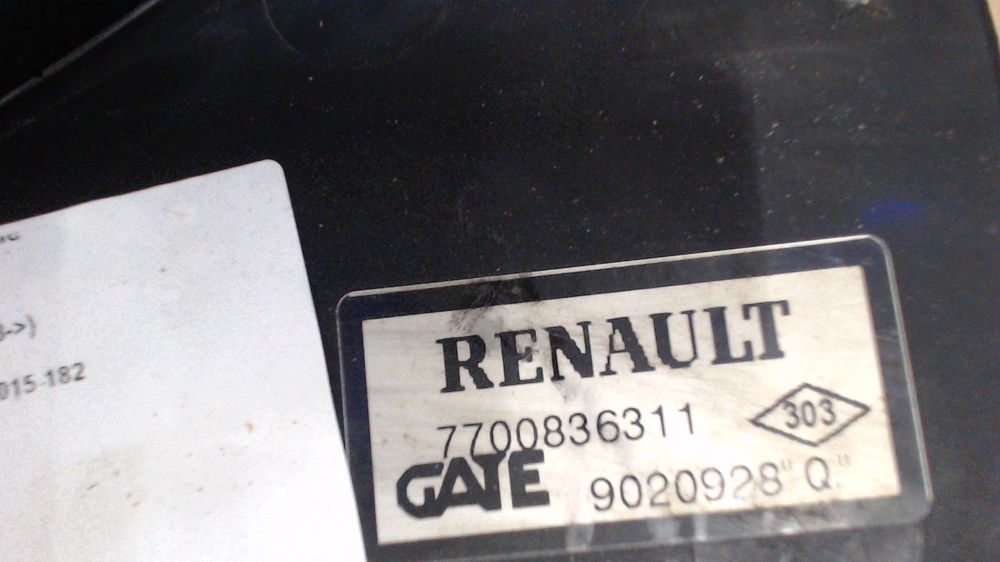 015-182
RENAULT
7700836311
303
GATE
9020928"Q."